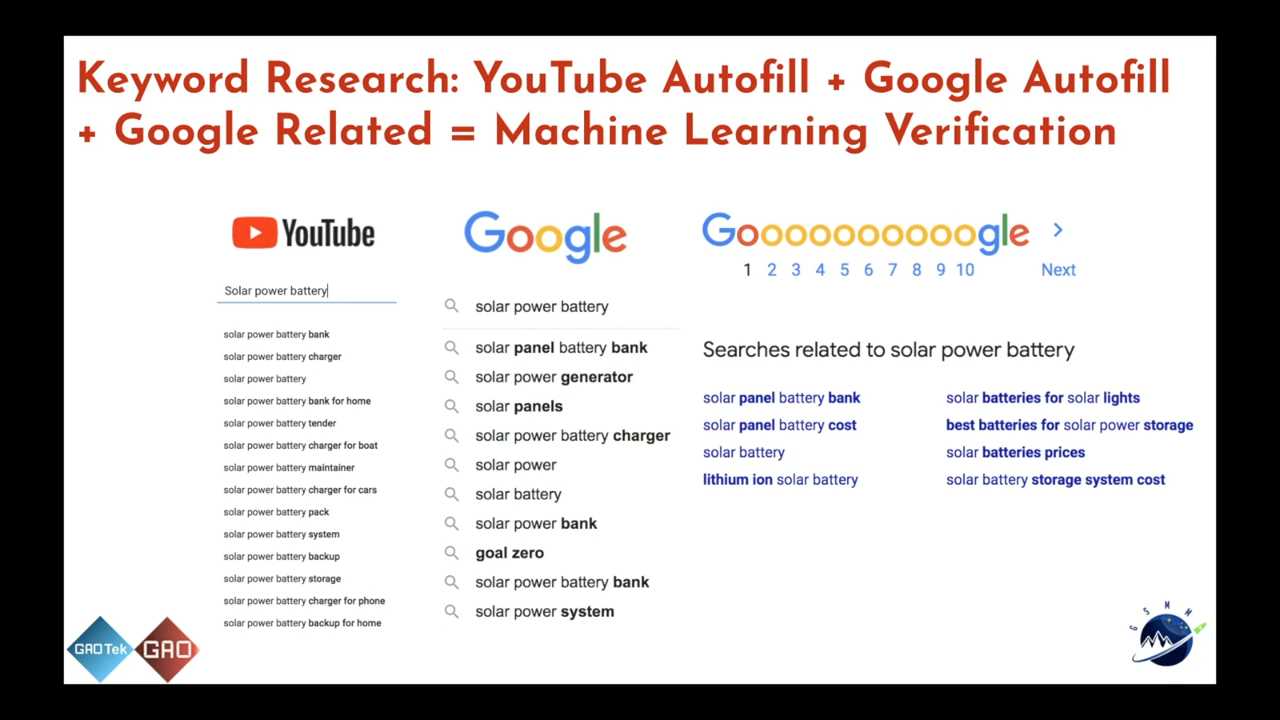 Keyword Research: YouTube Autofill + Google Autofill
+ Google Related = Machine Learning Verification
YouTube
Solar power battery
solar power battery bank
solar power battery charger
solar power battery
solar power battery bank for home
solar power battery tender
solar power battery charger for boat
solar power battery maintainer
solar power battery charger for cars
solar power battery pack
solar power battery system
solar power battery backup
solar power battery storage
solar power battery charger for phone
solar power battery backup for home
Google
solar power battery
solar panel battery bank
solar power generator
solar panels
solar power battery charger
solar power
solar battery
solar power bank
goal zero
solar power battery bank
solar power system
Goooooooooogle >
1 2 3 4 5 6 7 8 9 10 Next
Searches related to solar power battery
solar panel battery bank
solar panel battery cost
solar battery
lithium ion solar battery
solar batteries for solar lights
best batteries for solar power storage
solar batteries prices
solar battery storage system cost
GAOTek GAO
GSMM